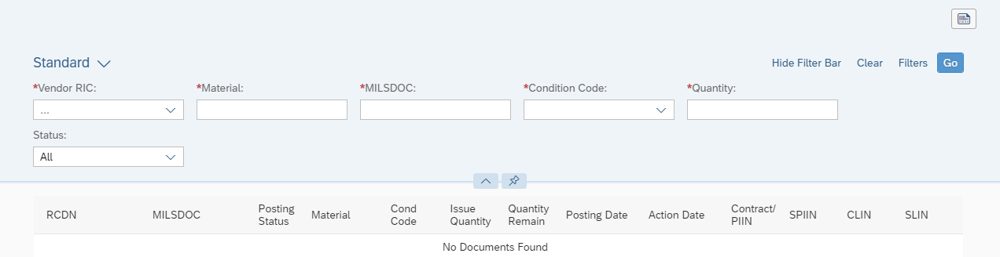 Standard
Hide Filter Bar Clear Filters Go
*Vendor RIC: *Material: *MILSDOC: *Condition Code: *Quantity:
...
Status:
All
RCDN MILSDOC Posting Status Material Cond Code Issue Quantity Quantity Remain Posting Date Action Date Contract/ PIIN SPIIN CLIN SLIN
No Documents Found